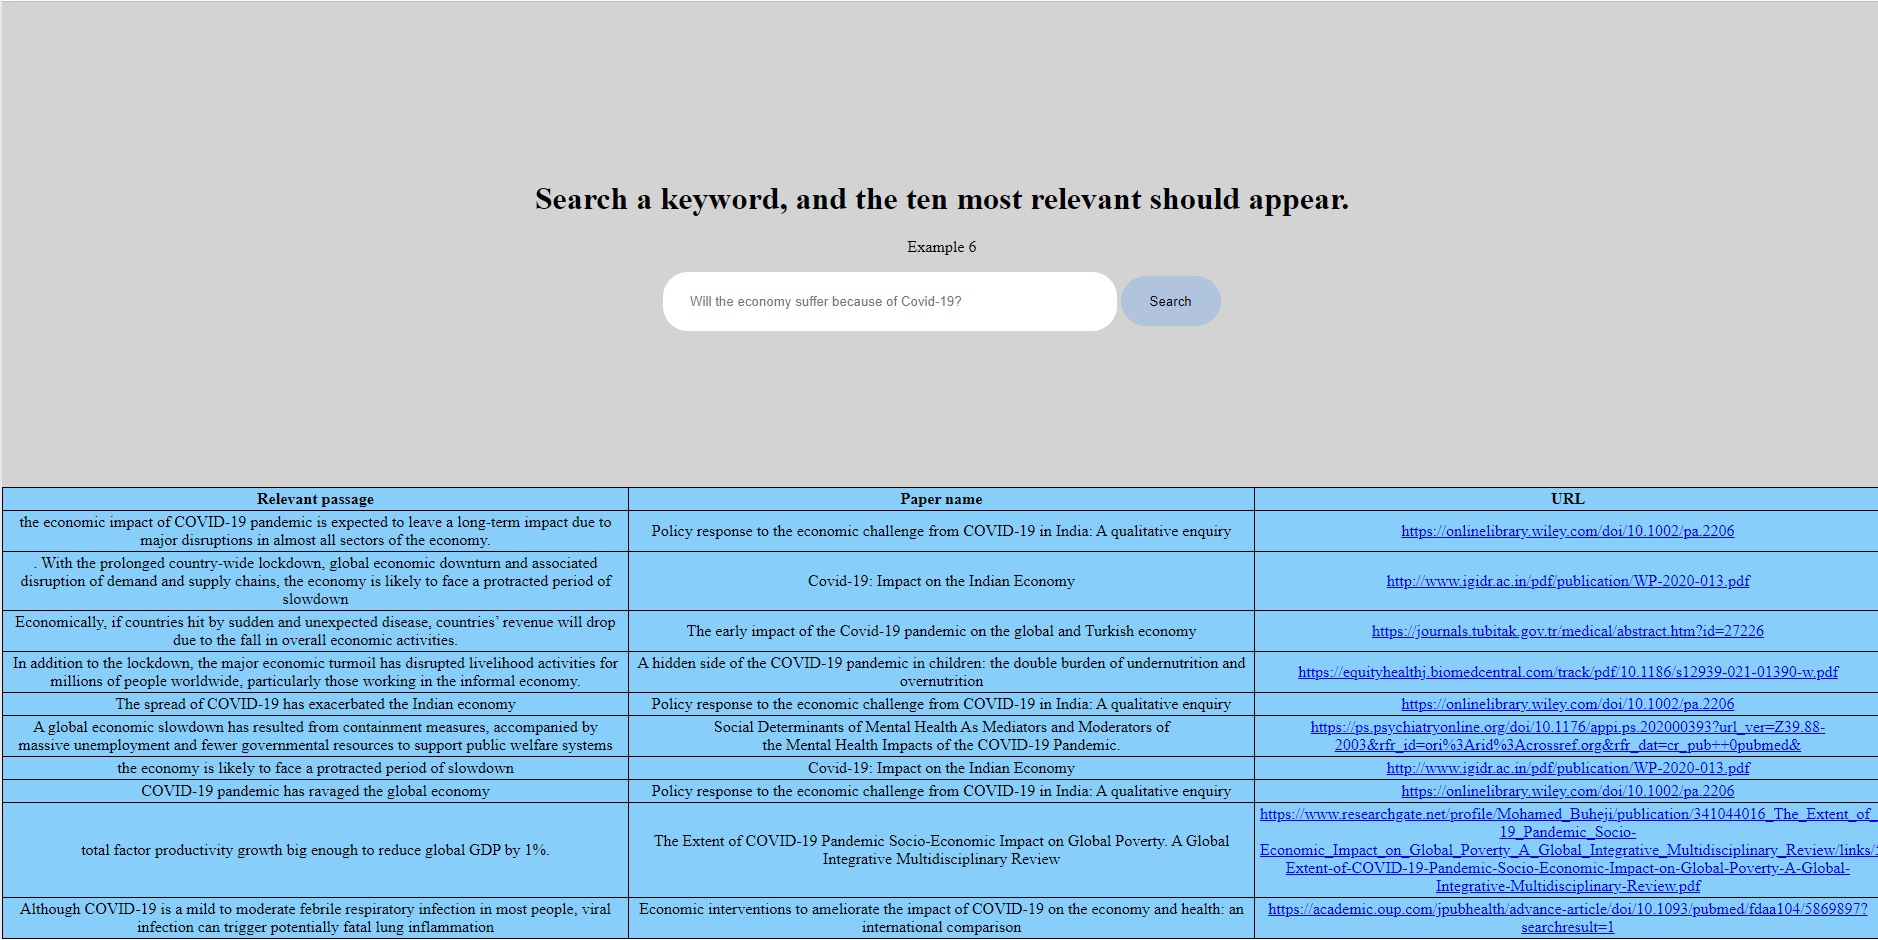 Search a keyword, and the ten most relevant should appear.
Example 6
Will the economy suffer because of Covid-19?
Search
Relevant passage
Paper name
URL
the economic impact of COVID-19 pandemic is expected to leave a long-term impact due to
major disruptions in almost all sectors of the economy.
Policy response to the economic challenge from COVID-19 in India: A qualitative enquiry
https://onlinelibrary.wiley.com/doi/10.1002/pa.2206
. With the prolonged country-wide lockdown, global economic downturn and associated
disruption of demand and supply chains, the economy is likely to face a protracted period of
slowdown
Covid-19: Impact on the Indian Economy
http://www.igidr.ac.in/pdf/publication/WP-2020-013.pdf
Economically, if countries hit by sudden and unexpected disease, countries’ revenue will drop
due to the fall in overall economic activities.
The early impact of the Covid-19 pandemic on the global and Turkish economy
https://journals.tubitak.gov.tr/medical/abstract.htm?id=27226
In addition to the lockdown, the major economic turmoil has disrupted livelihood activities for
millions of people worldwide, particularly those working in the informal economy.
A hidden side of the COVID-19 pandemic in children: the double burden of undernutrition and
overnutrition
https://equityhealthj.biomedcentral.com/track/pdf/10.1186/s12939-021-01390-w.pdf
The spread of COVID-19 has exacerbated the Indian economy
Policy response to the economic challenge from COVID-19 in India: A qualitative enquiry
https://onlinelibrary.wiley.com/doi/10.1002/pa.2206
A global economic slowdown has resulted from containment measures, accompanied by
massive unemployment and fewer governmental resources to support public welfare systems
Social Determinants of Mental Health As Mediators and Moderators of
the Mental Health Impacts of the COVID-19 Pandemic.
https://ps.psychiatryonline.org/doi/10.1176/appi.ps.202000393?url_ver=Z39.88-
2003&rfr_id=ori%3Arid%3Acrossref.org&rfr_dat=cr_pub++0pubmed&
the economy is likely to face a protracted period of slowdown
Covid-19: Impact on the Indian Economy
http://www.igidr.ac.in/pdf/publication/WP-2020-013.pdf
COVID-19 pandemic has ravaged the global economy
Policy response to the economic challenge from COVID-19 in India: A qualitative enquiry
https://onlinelibrary.wiley.com/doi/10.1002/pa.2206
total factor productivity growth big enough to reduce global GDP by 1%.
The Extent of COVID-19 Pandemic Socio-Economic Impact on Global Poverty. A Global
Integrative Multidisciplinary Review
https://www.researchgate.net/profile/Mohamed_Buheji/publication/341044016_The_Extent_of_
19_Pandemic_Socio-
Economic_Impact_on_Global_Poverty_A_Global_Integrative_Multidisciplinary_Review/links/
Extent-of-COVID-19-Pandemic-Socio-Economic-Impact-on-Global-Poverty-A-Global-
Integrative-Multidisciplinary-Review.pdf
Although COVID-19 is a mild to moderate febrile respiratory infection in most people, viral
infection can trigger potentially fatal lung inflammation
Economic interventions to ameliorate the impact of COVID-19 on the economy and health: an
international comparison
https://academic.oup.com/jpubhealth/advance-article/doi/10.1093/pubmed/fdaa104/5869897?
searchresult=1